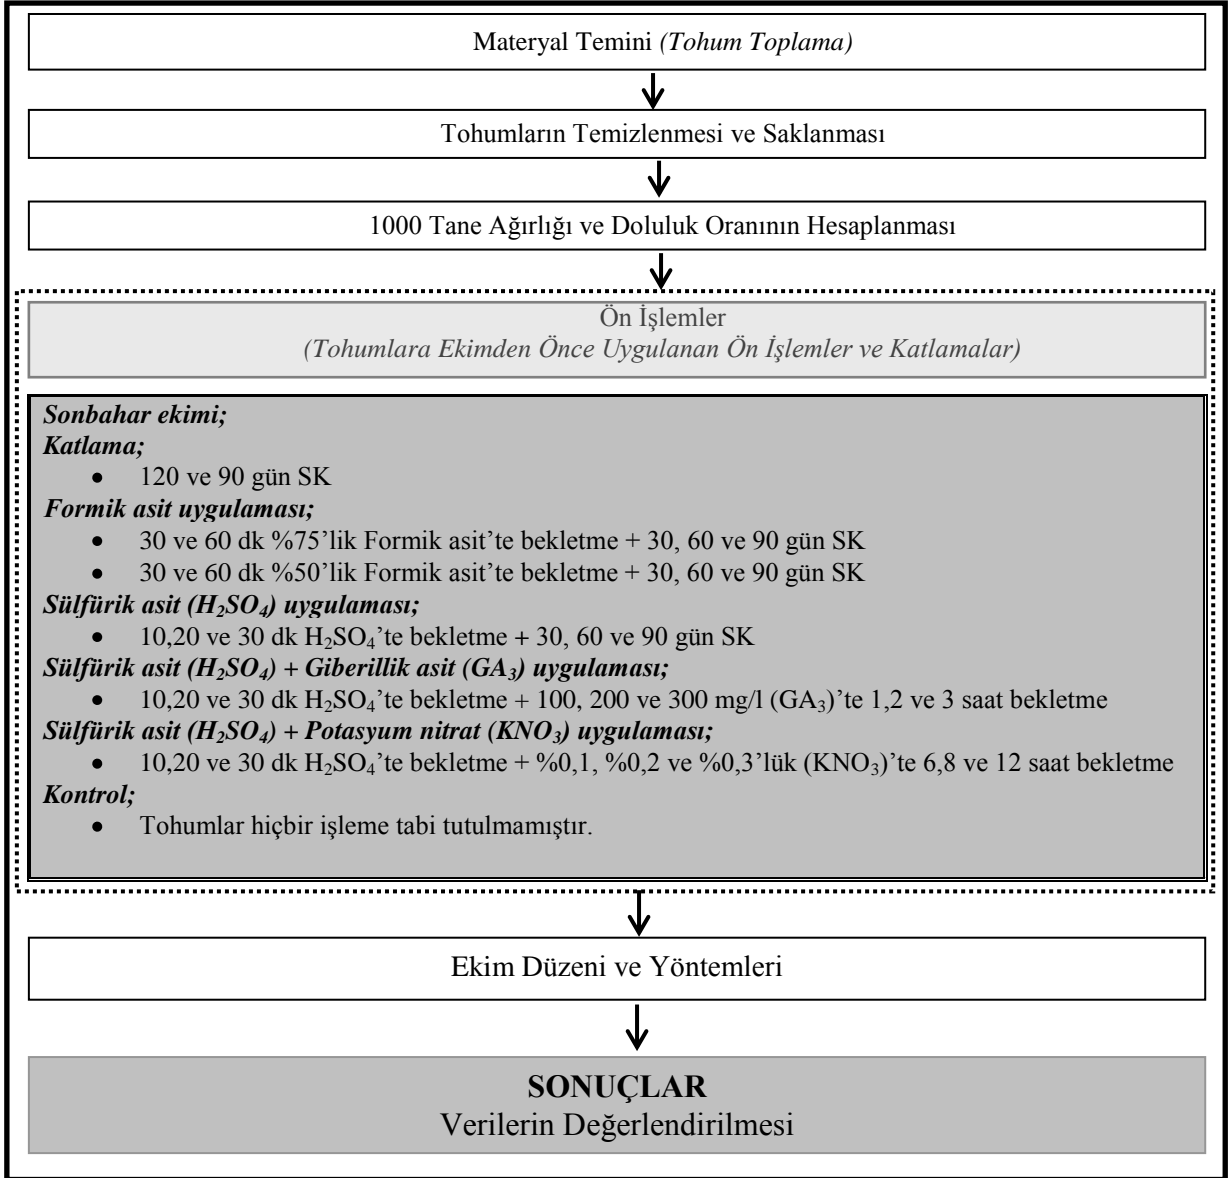 Materyal Temini (Tohum Toplama)
Tohumların Temizlenmesi ve Saklanması
1000 Tane Ağırlığı ve Doluluk Oranının Hesaplanması
Ön İşlemler
(Tohumlara Ekimden Önce Uygulanan Ön İşlemler ve Katlamalar)
Sonbahar ekimi;
Katlama;
• 120 ve 90 gün SK
Formik asit uygulaması;
• 30 ve 60 dk %75’lik Formik asit’te bekletme + 30, 60 ve 90 gün SK
• 30 ve 60 dk %50’lik Formik asit’te bekletme + 30, 60 ve 90 gün SK
Sülfürik asit (H₂SO₄) uygulaması;
• 10,20 ve 30 dk H₂SO₄’te bekletme + 30, 60 ve 90 gün SK
Sülfürik asit (H₂SO₄) + Giberillik asit (GA₃) uygulaması;
• 10,20 ve 30 dk H₂SO₄’te bekletme + 100, 200 ve 300 mg/l (GA₃)’te 1,2 ve 3 saat bekletme
Sülfürik asit (H₂SO₄) + Potasyum nitrat (KNO₃) uygulaması;
• 10,20 ve 30 dk H₂SO₄’te bekletme + %0,1, %0,2 ve %0,3’lük (KNO₃)’te 6,8 ve 12 saat bekletme
Kontrol;
• Tohumlar hiçbir işleme tabi tutulmamıştır.
Ekim Düzeni ve Yöntemleri
SONUÇLAR
Verilerin Değerlendirilmesi